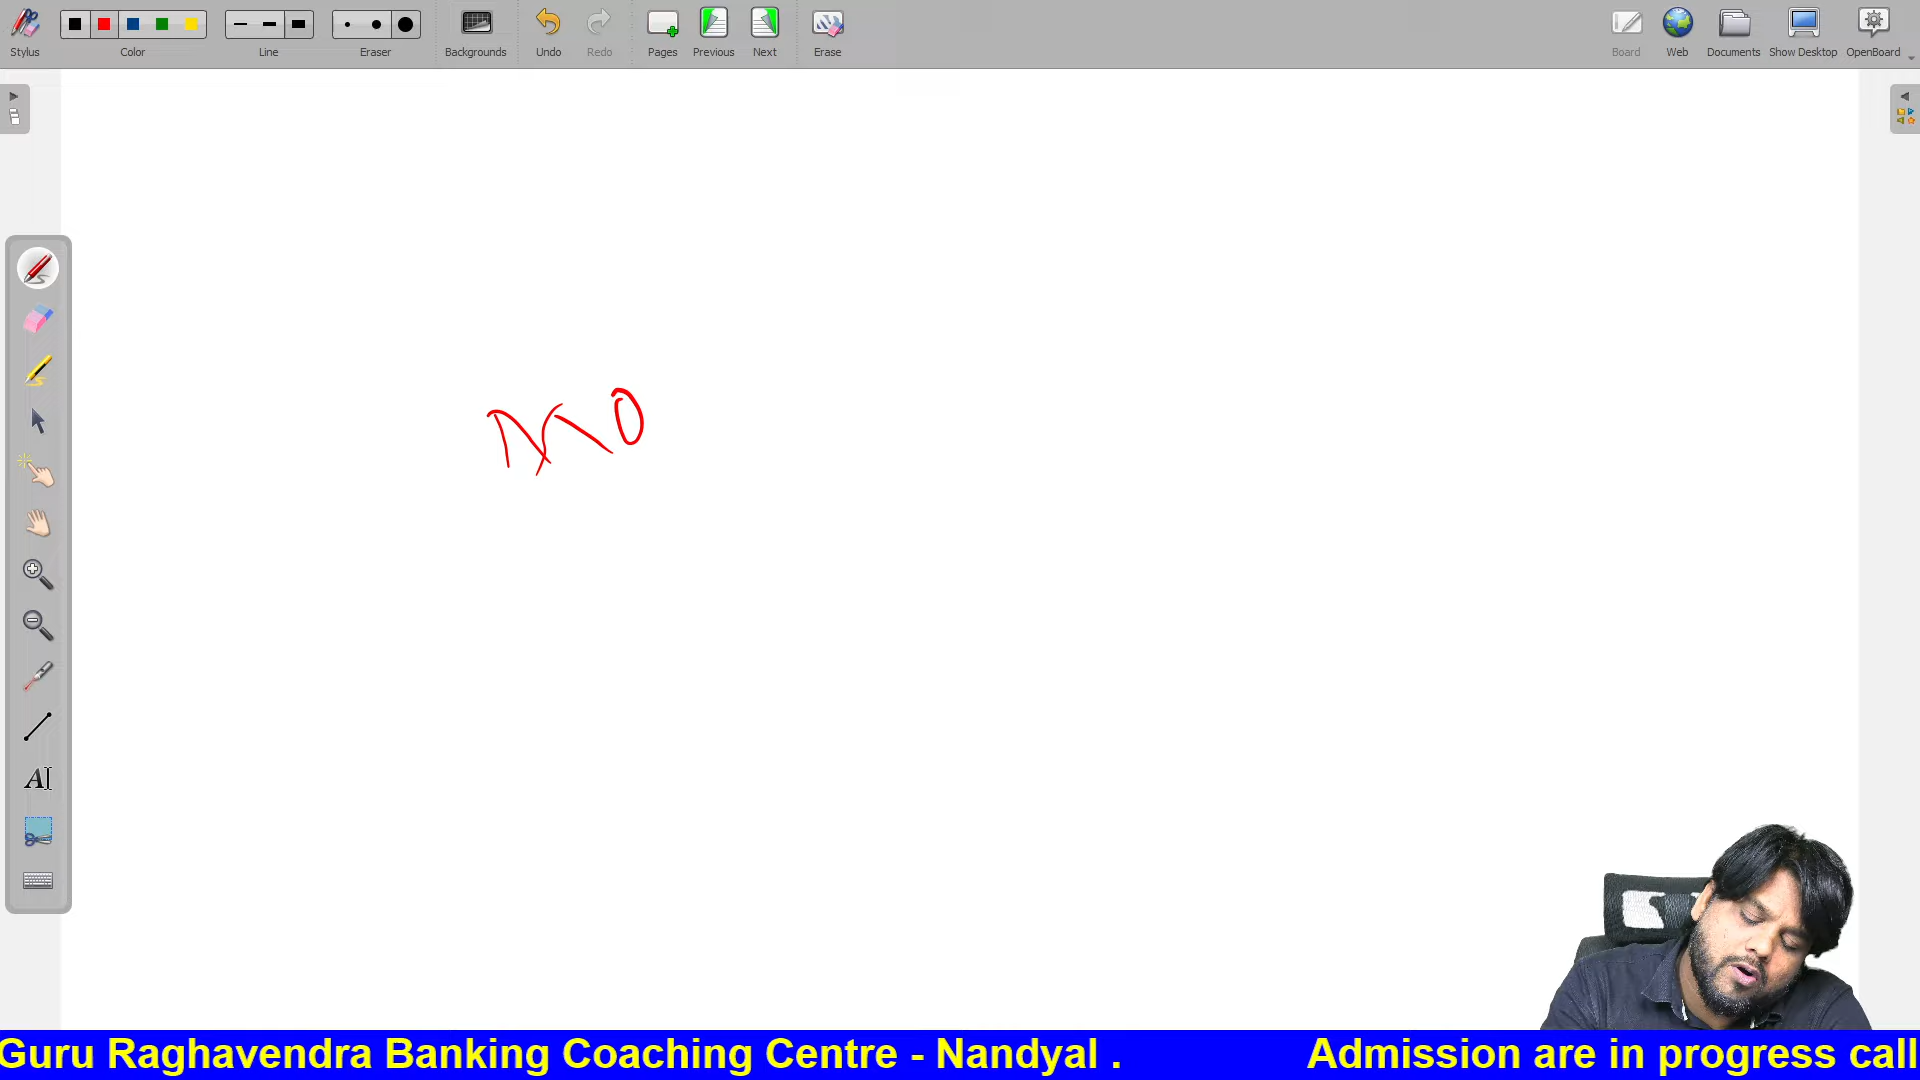 Stylus Color Line Eraser Backgrounds Undo Redo Pages Previous Next Erase Board Web Documents Show Desktop OpenBoard
Guru Raghavendra Banking Coaching Centre - Nandyal . Admission are in progress call